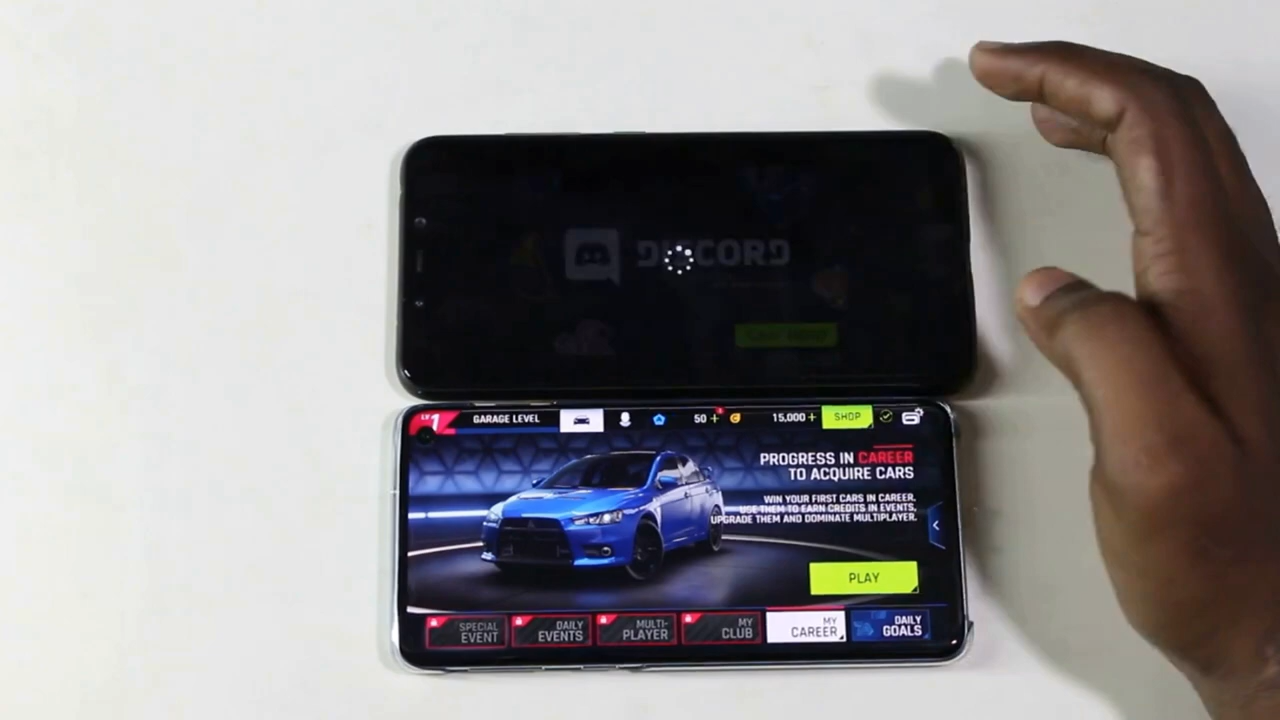 DISCORD
LV
1
GARAGE LEVEL
50
15,000
SHOP
PROGRESS IN CAREER
TO ACQUIRE CARS
WIN YOUR FIRST CARS IN CAREER,
USE THEM TO EARN CREDITS IN EVENTS,
UPGRADE THEM AND DOMINATE MULTIPLAYER.
PLAY
SPECIAL
EVENT
DAILY
EVENTS
MULTI-
PLAYER
MY
CLUB
MY
CAREER
DAILY
GOALS